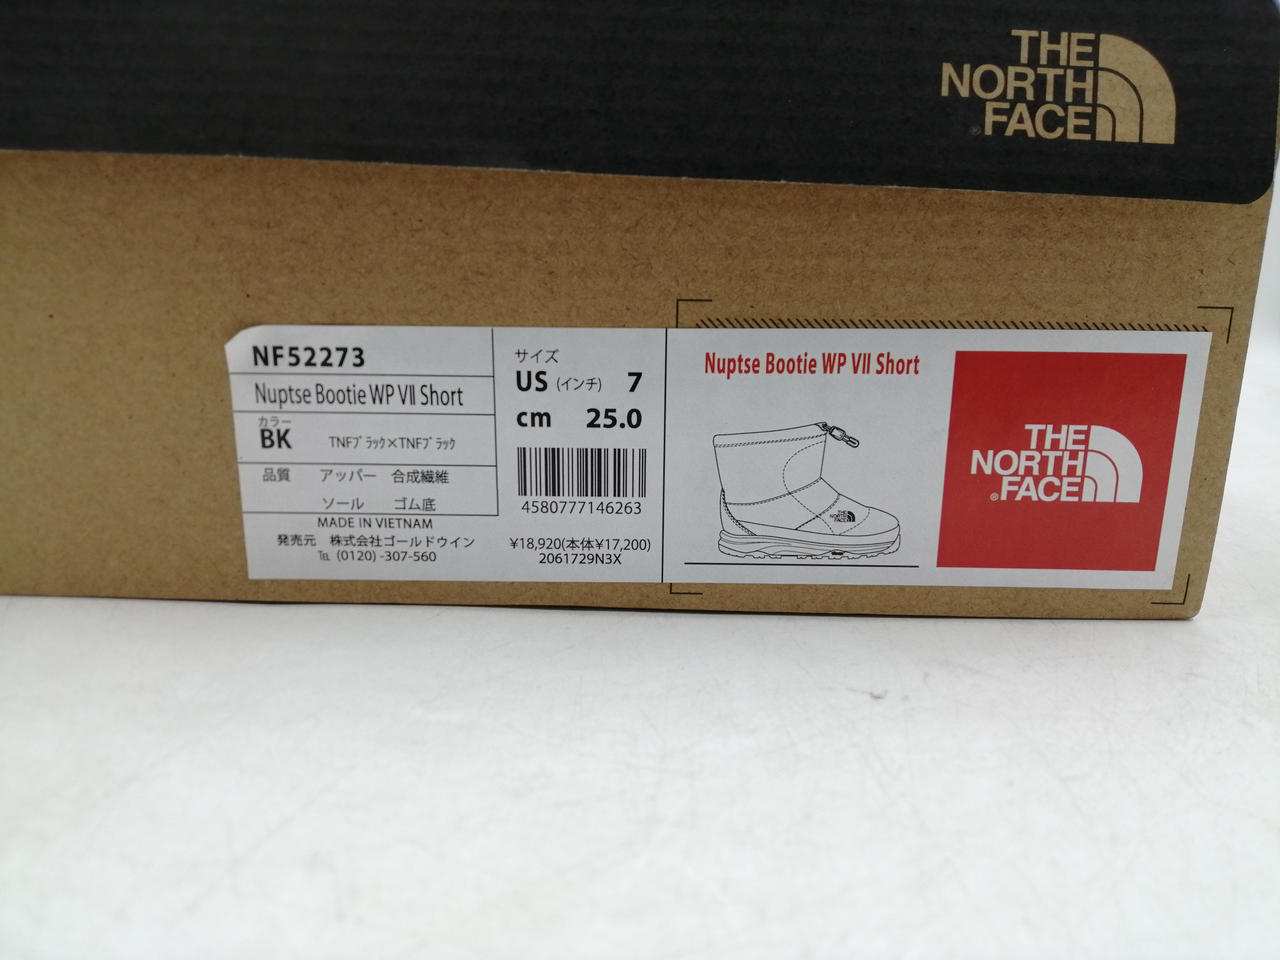 THE
NORTH
FACE
NF52273
Nuptse Bootie WP VII Short
カラー
BK TNFブラック×TNFブラック
品質 アッパー 合成繊維
ソール ゴム底
MADE IN VIETNAM
発売元 株式会社ゴールドウイン
TEL (0120) -307-560
サイズ
US (インチ) 7
cm 25.0
4580777146263
¥18,920(本体¥17,200)
2061729N3X
Nuptse Bootie WP VII Short
THE
NORTH
FACE